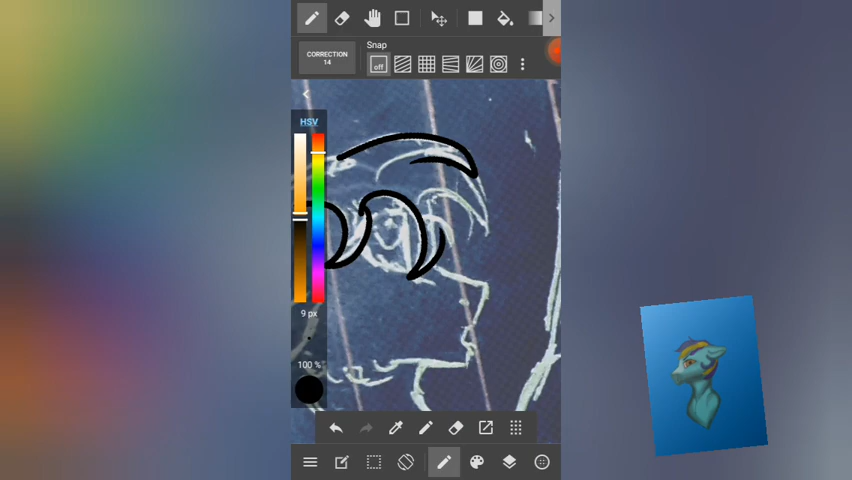 Snap
CORRECTION
14
off
HSV
9 px
100 %